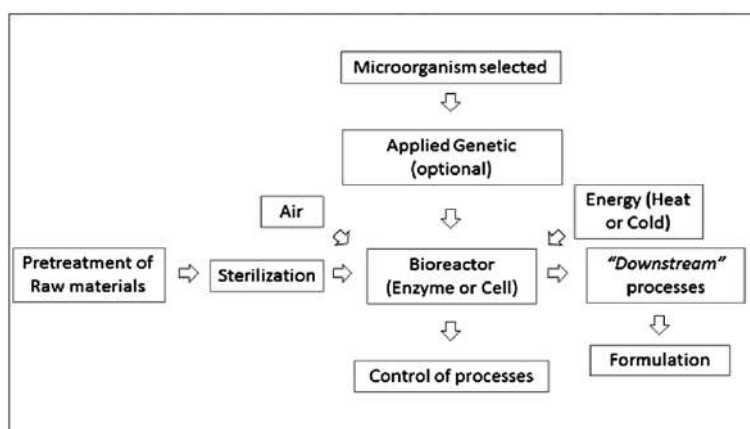 Microorganism selected
Applied Genetic
(optional)
Air
Energy (Heat
or Cold)
Pretreatment of
Raw materials
Sterilization
Bioreactor
(Enzyme or Cell)
“Downstream”
processes
Control of processes
Formulation